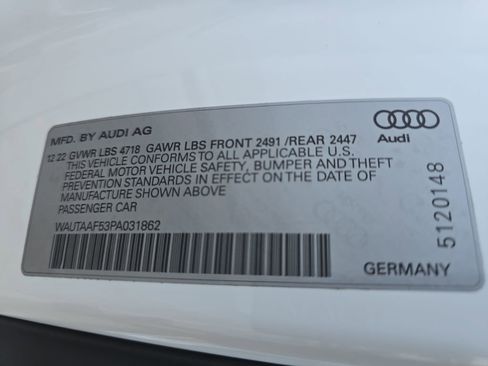 MFD. BY AUDI AG
12 22 GVWR LBS 4718 GAWR LBS FRONT 2491 /REAR 2447
THIS VEHICLE CONFORMS TO ALL APPLICABLE U.S.
FEDERAL MOTOR VEHICLE SAFETY, BUMPER AND THEFT
PREVENTION STANDARDS IN EFFECT ON THE DATE OF
MANUFACTURE SHOWN ABOVE
PASSENGER CAR
WAUTAAF53PA031862
Audi
5120148
GERMANY